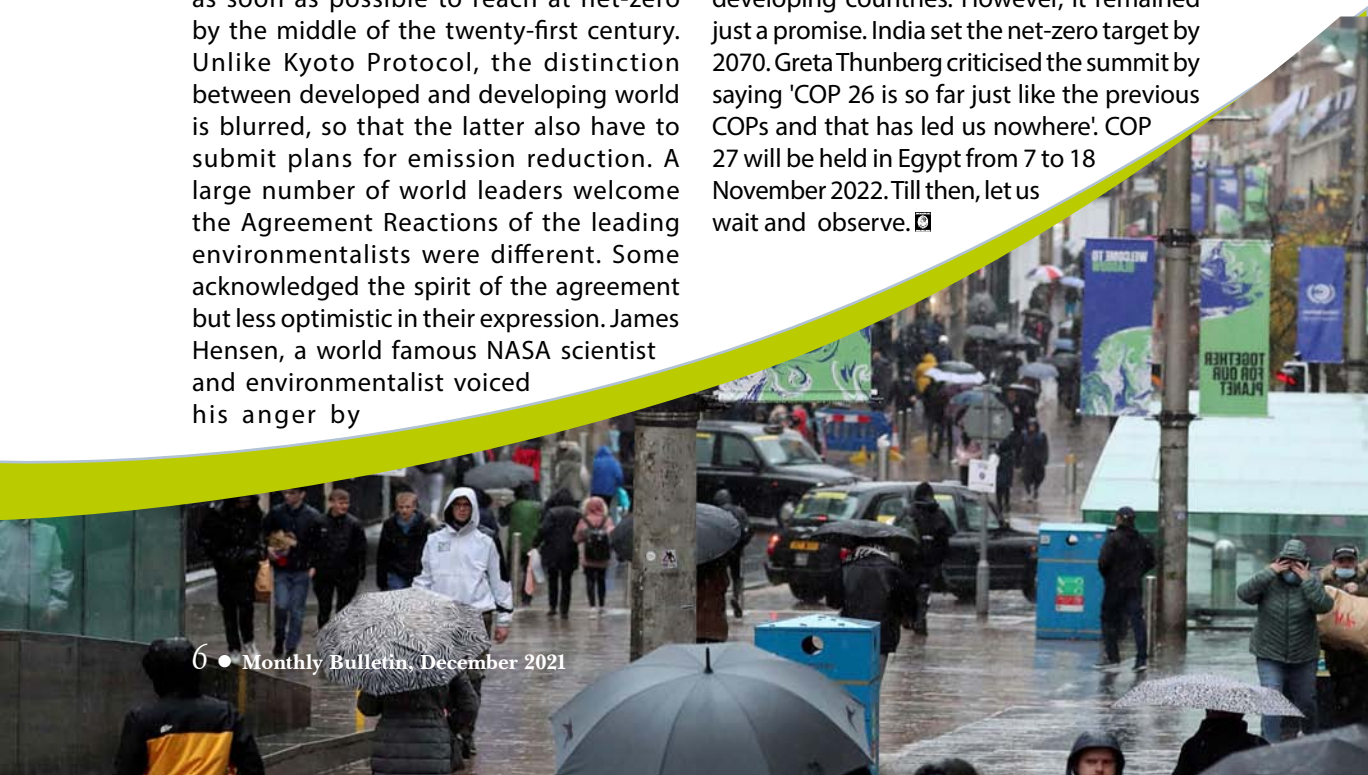 as soon as possible to reach at net-zero
by the middle of the twenty-first century.
Unlike Kyoto Protocol, the distinction
between developed and developing world
is blurred, so that the latter also have to
submit plans for emission reduction. A
large number of world leaders welcome
the Agreement Reactions of the leading
environmentalists were different. Some
acknowledged the spirit of the agreement
but less optimistic in their expression. James
Hensen, a world famous NASA scientist
and environmentalist voiced
his anger by
developing countries. However, it remained
just a promise. India set the net-zero target by
2070. Greta Thunberg criticised the summit by
saying 'COP 26 is so far just like the previous
COPs and that has led us nowhere'. COP
27 will be held in Egypt from 7 to 18
November 2022. Till then, let us
wait and observe.
WELCOME TO
GLASGOW
TOGETHER
FOR OUR
PLANET
6 ● Monthly Bulletin, December 2021